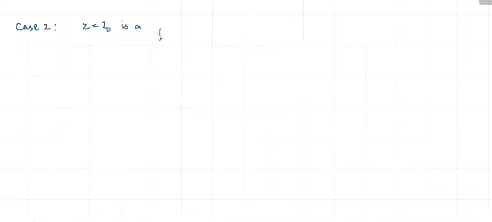 Case 2: z = z₀ is a